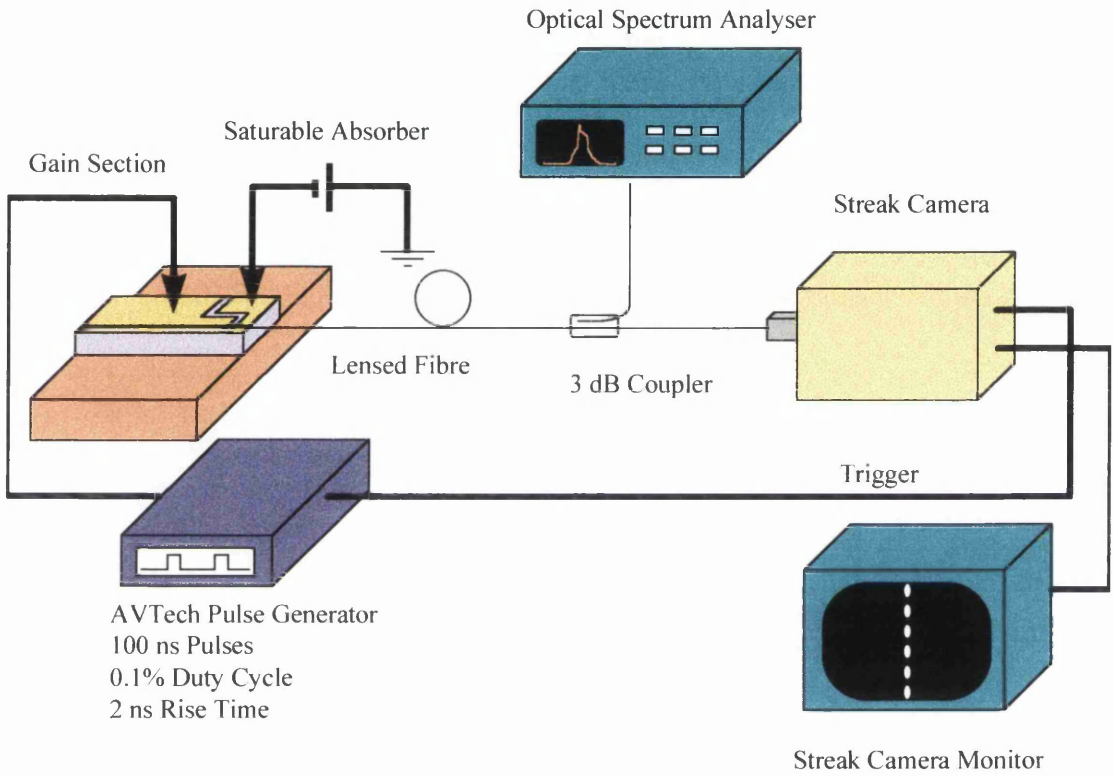 Optical Spectrum Analyser
Saturable Absorber
Gain Section
Streak Camera
Lensed Fibre
3 dB Coupler
Trigger
AVTech Pulse Generator
100 ns Pulses
0.1% Duty Cycle
2 ns Rise Time
Streak Camera Monitor